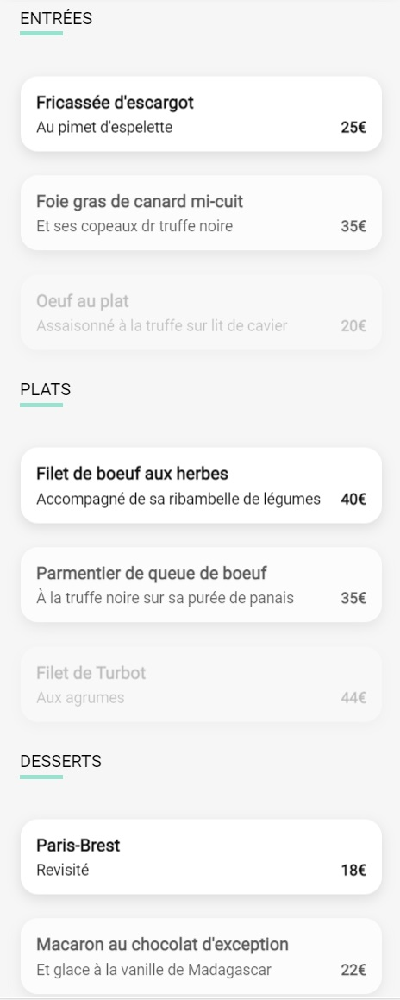 ENTRÉES
Fricassée d'escargot
Au pimet d'espelette
25€
Foie gras de canard mi-cuit
Et ses copeaux dr truffe noire
35€
Oeuf au plat
Assaisonné à la truffe sur lit de cavier
20€
PLATS
Filet de boeuf aux herbes
Accompagné de sa ribambelle de légumes
40€
Parmentier de queue de boeuf
À la truffe noire sur sa purée de panais
35€
Filet de Turbot
Aux agrumes
44€
DESSERTS
Paris-Brest
Revisité
18€
Macaron au chocolat d'exception
Et glace à la vanille de Madagascar
22€